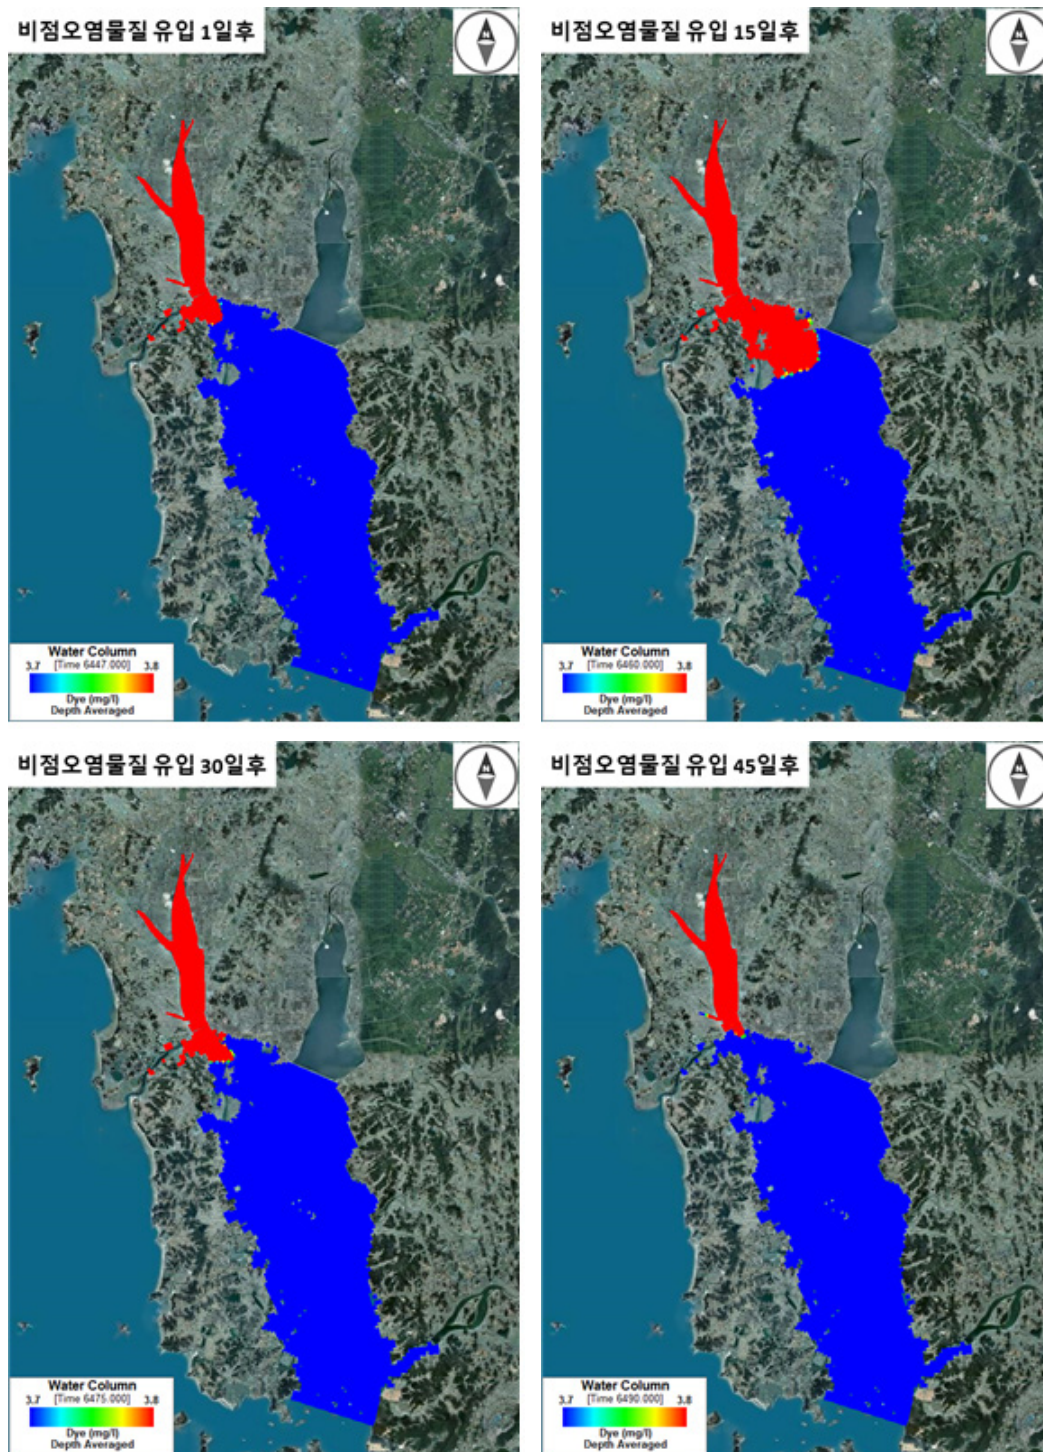 비점오염물질 유입 1일후
N
Water Column
3.7 [Time 6447.000] 3.8
Dye (mg/l)
Depth Averaged
비점오염물질 유입 15일후
N
Water Column
3.7 [Time 6460.000] 3.8
Dye (mg/l)
Depth Averaged
비점오염물질 유입 30일후
N
Water Column
3.7 [Time 6475.000] 3.8
Dye (mg/l)
Depth Averaged
비점오염물질 유입 45일후
N
Water Column
3.7 [Time 6490.000] 3.8
Dye (mg/l)
Depth Averaged